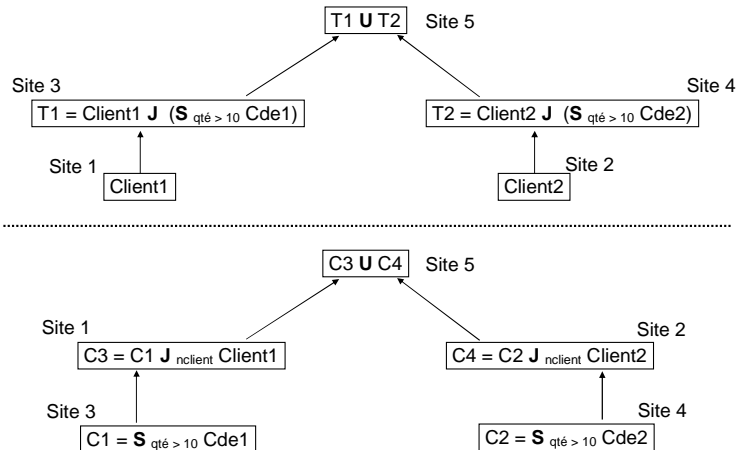 T1 U T2 Site 5
Site 3 Site 4
T1 = Client1 J (S qté > 10 Cde1) T2 = Client2 J (S qté > 10 Cde2)
Site 1 Site 2
Client1 Client2
C3 U C4 Site 5
Site 1 Site 2
C3 = C1 J nclient Client1 C4 = C2 J nclient Client2
Site 3 Site 4
C1 = S qté > 10 Cde1 C2 = S qté > 10 Cde2